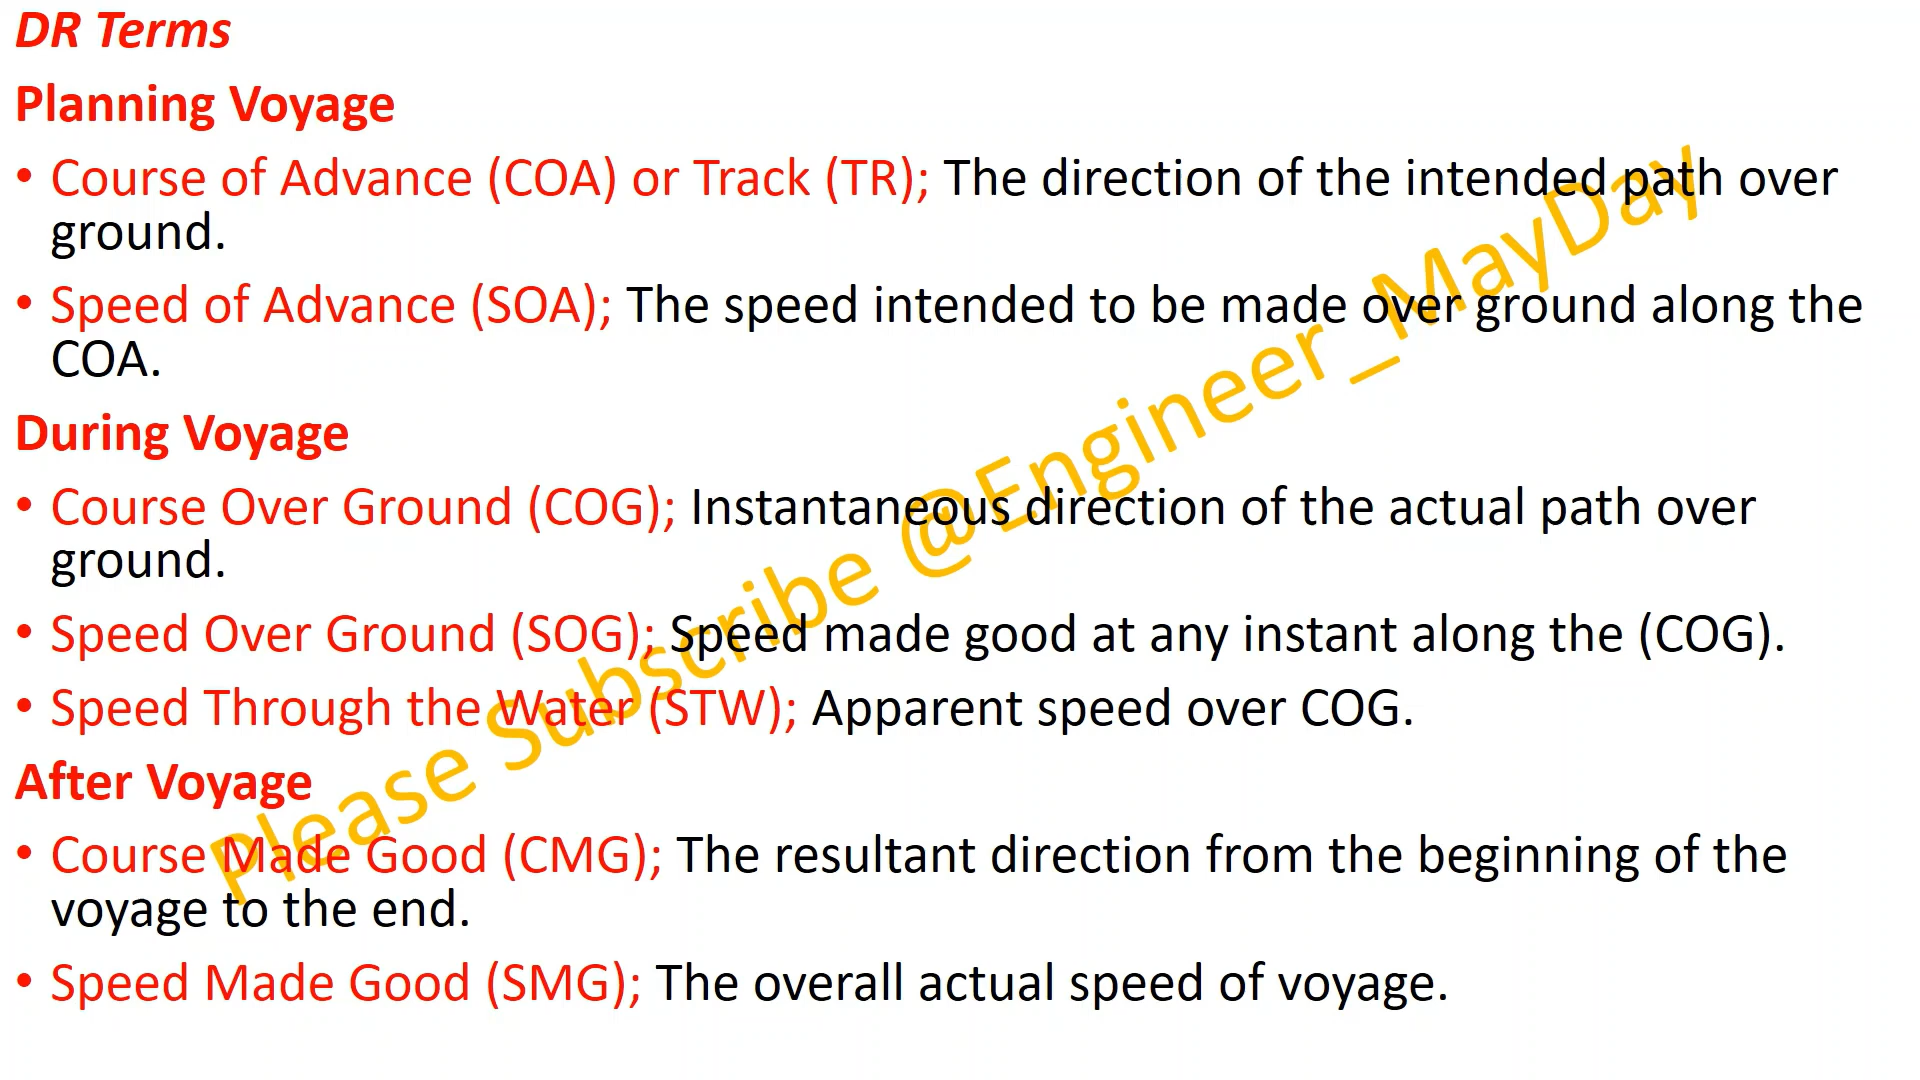 DR Terms
Planning Voyage
• Course of Advance (COA) or Track (TR); The direction of the intended path over
ground.
• Speed of Advance (SOA); The speed intended to be made over ground along the
COA.
During Voyage
• Course Over Ground (COG); Instantaneous direction of the actual path over
ground.
• Speed Over Ground (SOG); Speed made good at any instant along the (COG).
• Speed Through the Water (STW); Apparent speed over COG.
After Voyage
• Course Made Good (CMG); The resultant direction from the beginning of the
voyage to the end.
• Speed Made Good (SMG); The overall actual speed of voyage.
Please Subscribe @Engineer_MayDay